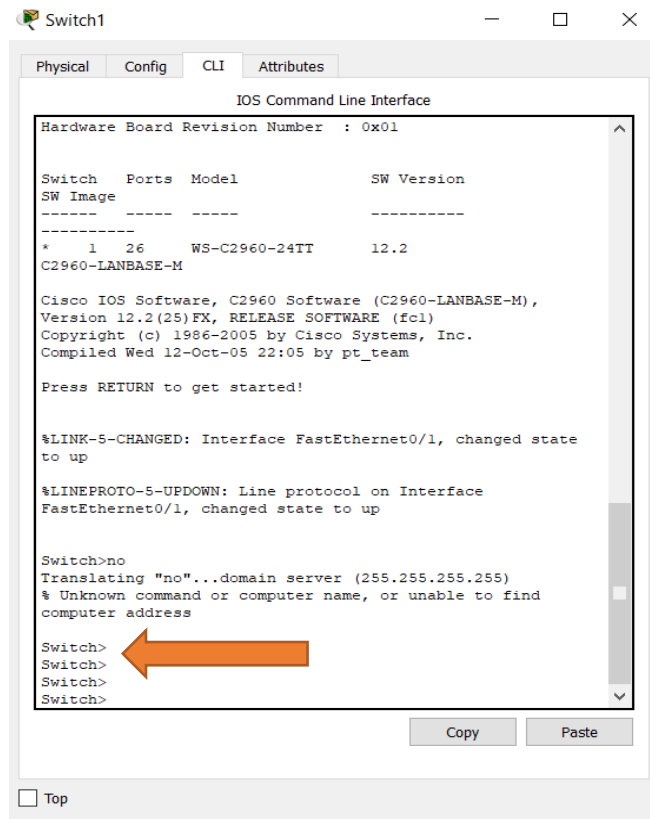 Switch1
Physical Config CLI Attributes
IOS Command Line Interface
Hardware Board Revision Number : 0x01
Switch Ports Model SW Version
SW Image
------ ----- ----- ----------
----------
* 1 26 WS-C2960-24TT 12.2
C2960-LANBASE-M
Cisco IOS Software, C2960 Software (C2960-LANBASE-M),
Version 12.2(25)FX, RELEASE SOFTWARE (fc1)
Copyright (c) 1986-2005 by Cisco Systems, Inc.
Compiled Wed 12-Oct-05 22:05 by pt_team
Press RETURN to get started!
%LINK-5-CHANGED: Interface FastEthernet0/1, changed state
to up
%LINEPROTO-5-UPDOWN: Line protocol on Interface
FastEthernet0/1, changed state to up
Switch>no
Translating "no"...domain server (255.255.255.255)
% Unknown command or computer name, or unable to find
computer address
Switch>
Switch>
Switch>
Switch>
Copy Paste
Top